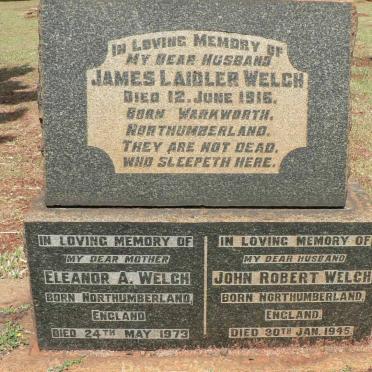 IN LOVING MEMORY OF
MY DEAR HUSBAND
JAMES LAIDLER WELCH
DIED 12. JUNE 1916.
BORN WARKWORTH.
NORTHUMBERLAND.
THEY ARE NOT DEAD.
WHO SLEEPETH HERE.
IN LOVING MEMORY OF
MY DEAR MOTHER
ELEANOR A. WELCH
BORN NORTHUMBERLAND,
ENGLAND
DIED 24TH MAY 1973
IN LOVING MEMORY OF
MY DEAR HUSBAND
JOHN ROBERT WELCH
BORN NORTHUMBERLAND,
ENGLAND.
DIED 30TH JAN. 1945.